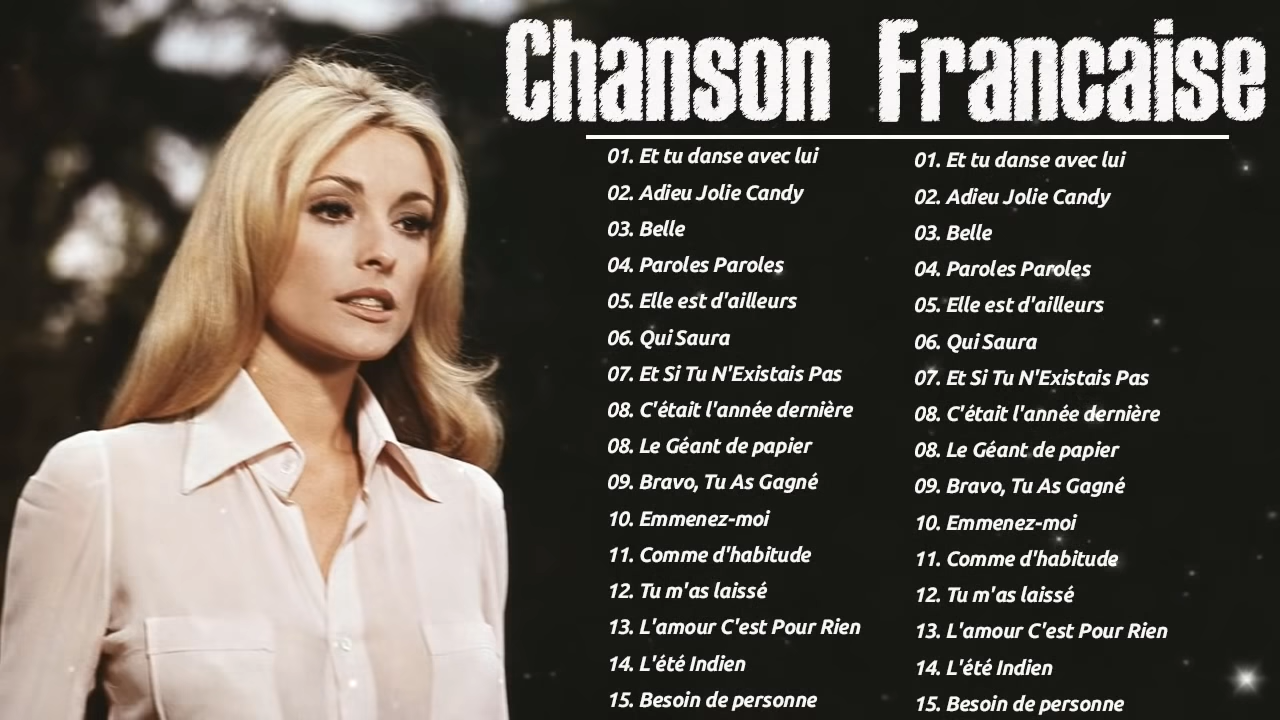 Chanson Francaise
01. Et tu danse avec lui
02. Adieu Jolie Candy
03. Belle
04. Paroles Paroles
05. Elle est d'ailleurs
06. Qui Saura
07. Et Si Tu N'Existais Pas
08. C'était l'année dernière
08. Le Géant de papier
09. Bravo, Tu As Gagné
10. Emmenez-moi
11. Comme d'habitude
12. Tu m'as laissé
13. L'amour C'est Pour Rien
14. L'été Indien
15. Besoin de personne
01. Et tu danse avec lui
02. Adieu Jolie Candy
03. Belle
04. Paroles Paroles
05. Elle est d'ailleurs
06. Qui Saura
07. Et Si Tu N'Existais Pas
08. C'était l'année dernière
08. Le Géant de papier
09. Bravo, Tu As Gagné
10. Emmenez-moi
11. Comme d'habitude
12. Tu m'as laissé
13. L'amour C'est Pour Rien
14. L'été Indien
15. Besoin de personne